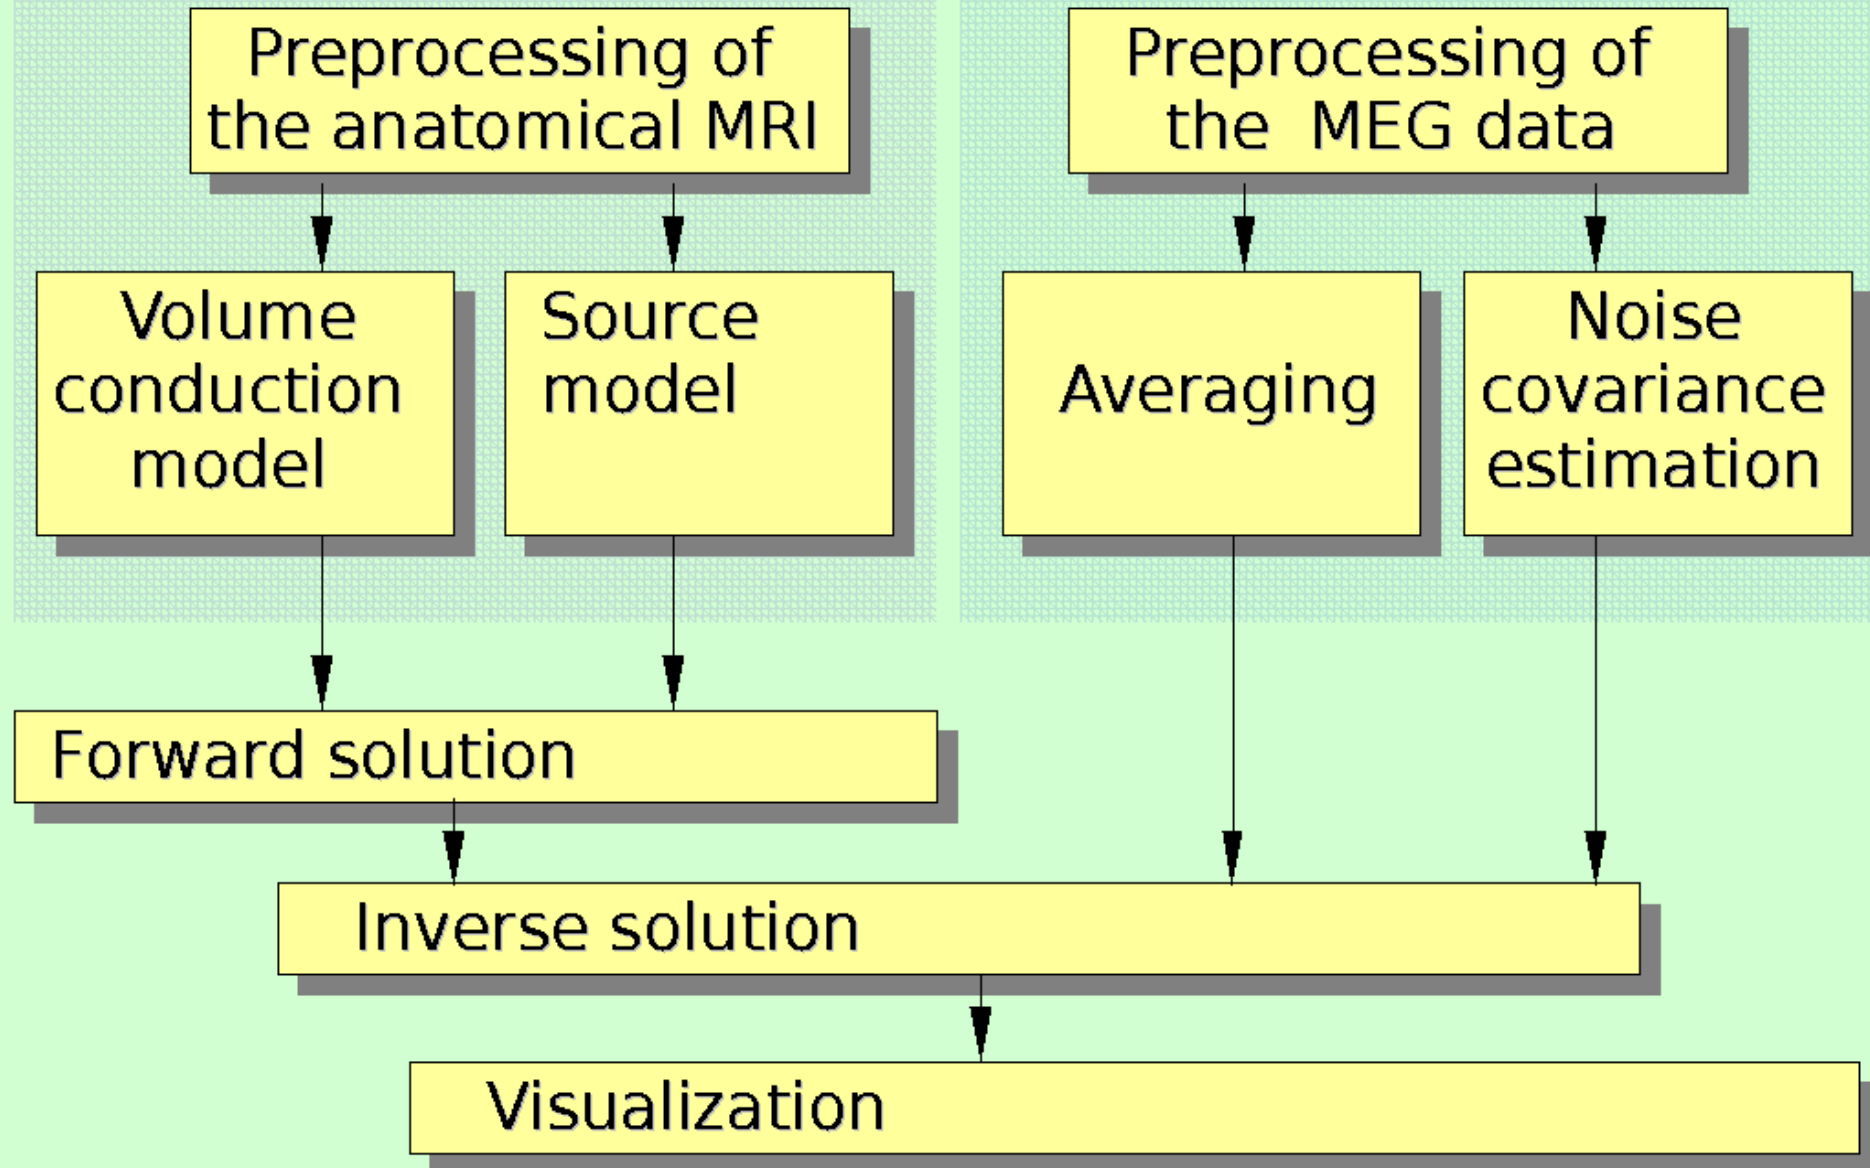 Preprocessing of
the anatomical MRI
Preprocessing of
the  MEG data
Volume
conduction
model
Source
model
Averaging
Noise
covariance
estimation
Forward solution
Inverse solution
Visualization